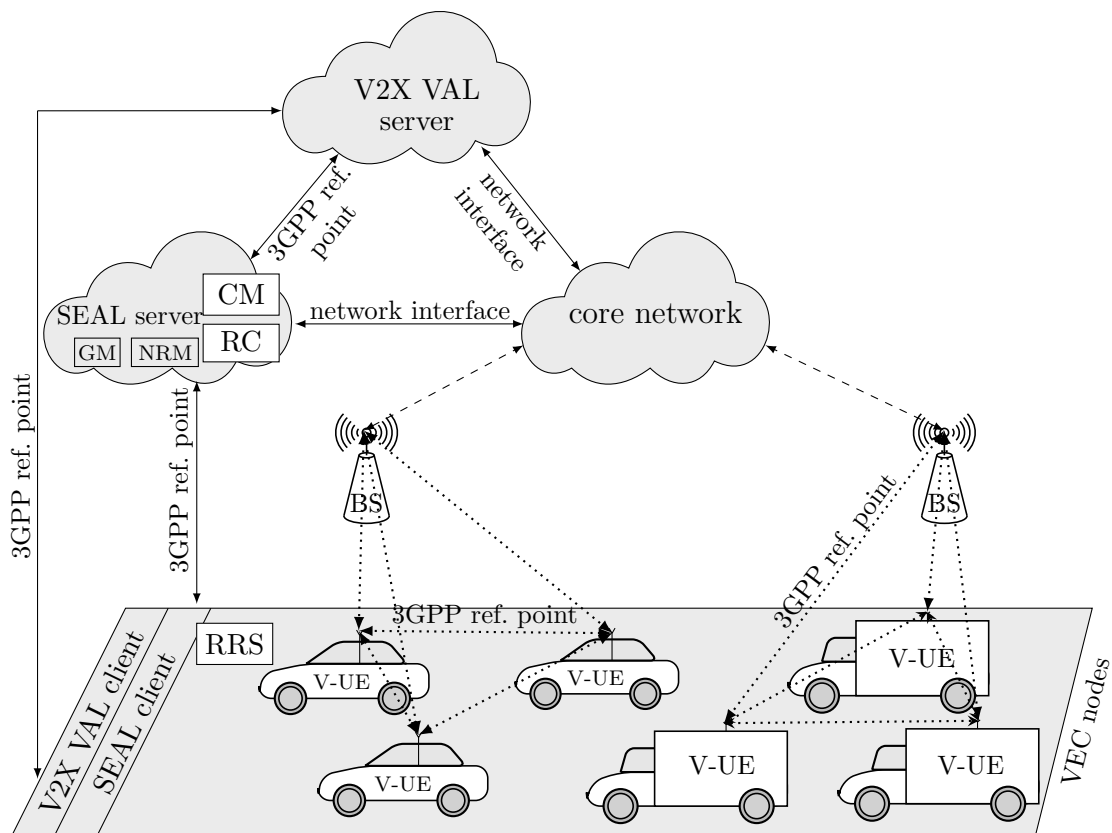 V2X VAL
server
3GPP ref.
point
network
interface
SEAL server
CM
RC
GM
NRM
network interface
core network
3GPP ref. point
3GPP ref. point
BS
BS
3GPP ref. point
3GPP ref. point
V2X VAL client
SEAL client
RRS
V-UE
V-UE
V-UE
V-UE
V-UE
V-UE
VEC nodes